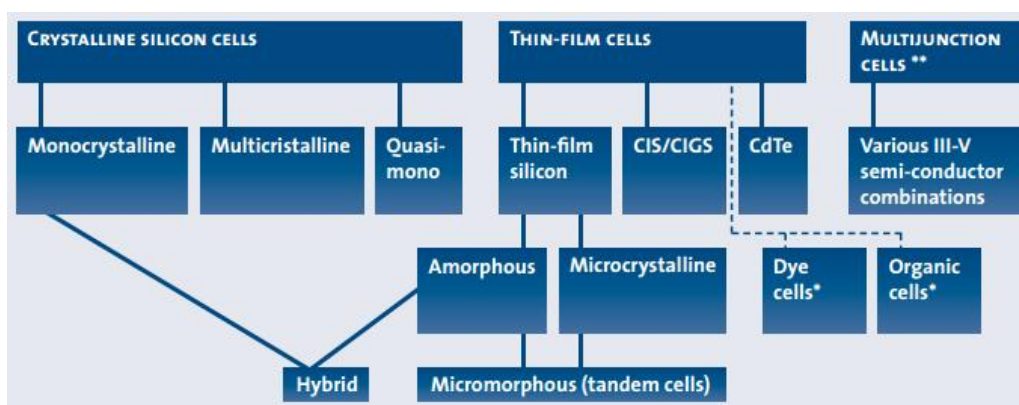 CRYSTALLINE SILICON CELLS
THIN-FILM CELLS
MULTIJUNCTION
CELLS **
Monocrystalline
Multicristalline
Quasi-
mono
Thin-film
silicon
CIS/CIGS
CdTe
Various III-V
semi-conductor
combinations
Amorphous
Microcrystalline
Dye
cells*
Organic
cells*
Hybrid
Micromorphous (tandem cells)